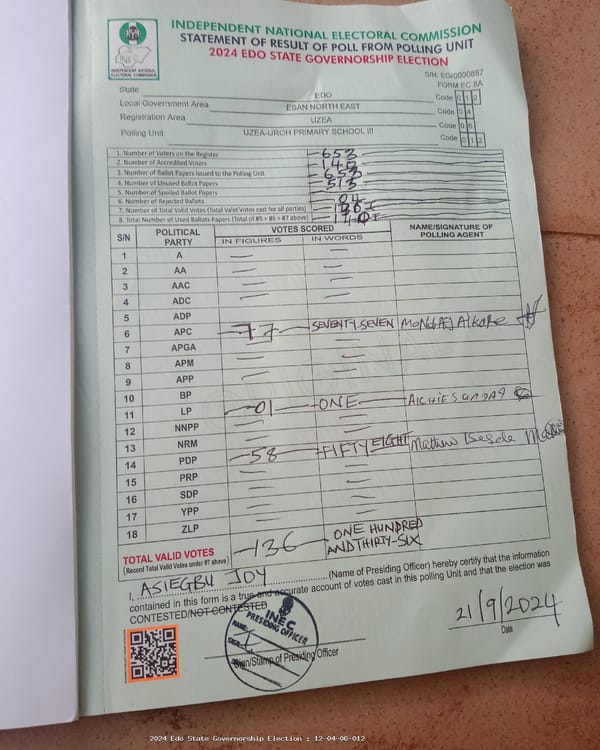 INDEPENDENT NATIONAL ELECTORAL COMMISSION
STATEMENT OF RESULT OF POLL FROM POLLING UNIT
2024 EDO STATE GOVERNORSHIP ELECTION
INEC
INDEPENDENT NATIONAL
ELECTORAL COMMISSION
S/N: EG/0000887
FORM EC 8A
State EDO Code 1 2
Local Government Area ESAN NORTH EAST Code 0 4
Registration Area UZEA Code 0 6
Polling Unit UZEA-UROH PRIMARY SCHOOL III Code 0 1 2
1. Number of Voters on the Register 653
2. Number of Accredited Voters 140
3. Number of Ballot Papers Issued to the Polling Unit 653
4. Number of Unused Ballot Papers 513
5. Number of Spoiled Ballot Papers
6. Number of Rejected Ballots 04
7. Number of Total Valid Votes (Total Valid Votes cast for all parties) 136
8. Total Number of Used Ballots Papers (Total of #5 + #6 + #7 above) 140
S/N POLITICAL PARTY VOTES SCORED NAME/SIGNATURE OF POLLING AGENT
IN FIGURES IN WORDS
1 A
2 AA
3 AAC
4 ADC
5 ADP
6 APC 77 SEVENTY-SEVEN
7 APGA
8 APM
9 APP
10 BP
11 LP 01 ONE
12 NNPP
13 NRM
14 PDP 58 FIFTY EIGHT Mathew
15 PRP
16 SDP
17 YPP
18 ZLP
TOTAL VALID VOTES 136 ONE HUNDRED AND THIRTY-SIX
(Record Total Valid Votes under #7 above)
I, ASIEGBU JOY (Name of Presiding Officer) hereby certify that the information
contained in this form is a true and accurate account of votes cast in this polling Unit and that the election was
CONTESTED/NOT CONTESTED
INEC
PRESIDING OFFICER
NAME:
SIGN:
21/9/2024
Sign/Stamp of Presiding Officer
Date
2024 Edo State Governorship Election : 12-04-06-012